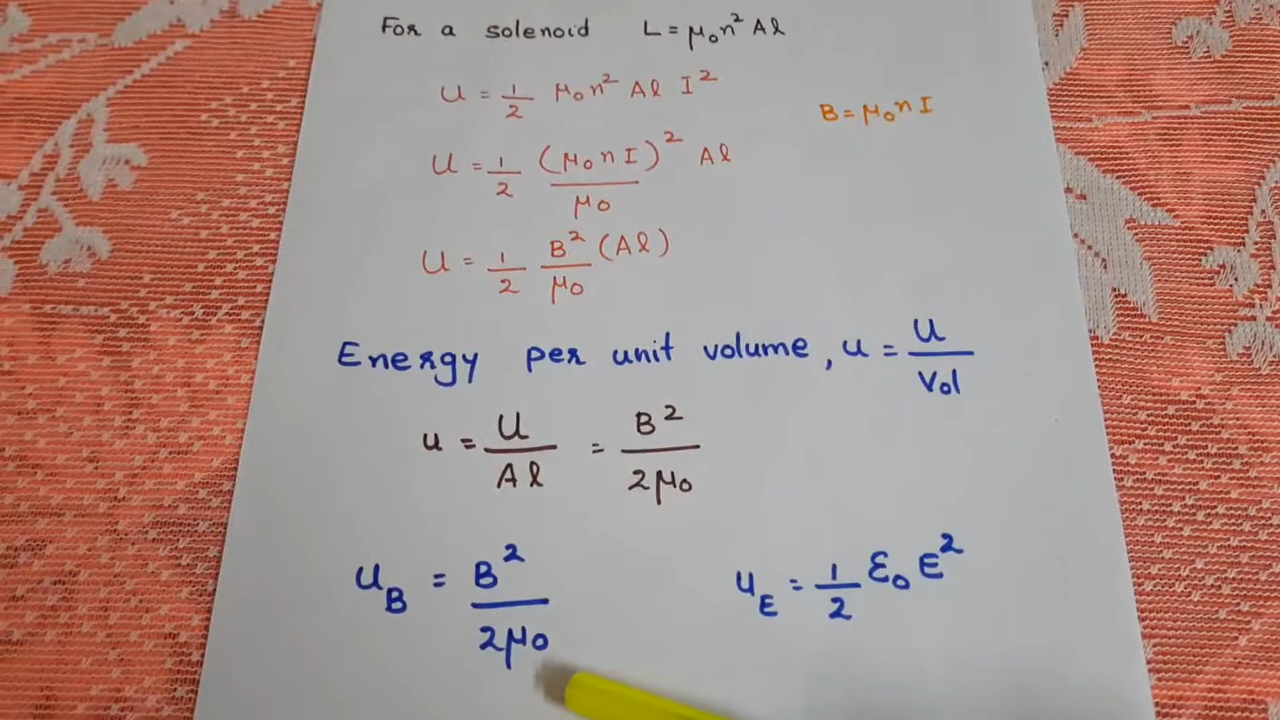 For a solenoid L = μ₀n² Al
U = 1/2 μ₀n² Al I²
B = μ₀nI
U = 1/2 (μ₀nI)²/μ₀ Al
U = 1/2 B²/μ₀ (Al)
Energy per unit volume, u = U/Vol
u = U/Al = B²/2μ₀
u_B = B²/2μ₀ u_E = 1/2 ε₀E²